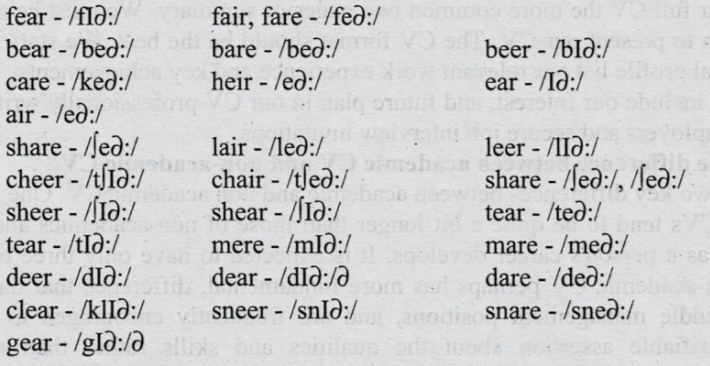 fear - /fIə:/ fair, fare - /feə:/
bear - /beə:/ bare - /beə:/ beer - /bIə:/
care - /keə:/ heir - /eə:/ ear - /Iə:/
air - /eə:/
share - /ʃeə:/ lair - /leə:/ leer - /lIə:/
cheer - /tʃIə:/ chair - /tʃeə:/ share - /ʃeə:/, /ʃeə:/
sheer - /ʃIə:/ shear - /ʃIə:/ tear - /teə:/
tear - /tIə:/ mere - /mIə:/ mare - /meə:/
deer - /dIə:/ dear - /dIə:/ə dare - /deə:/
clear - /klIə:/ sneer - /snIə:/ snare - /sneə:/
gear - /gIə:/ə